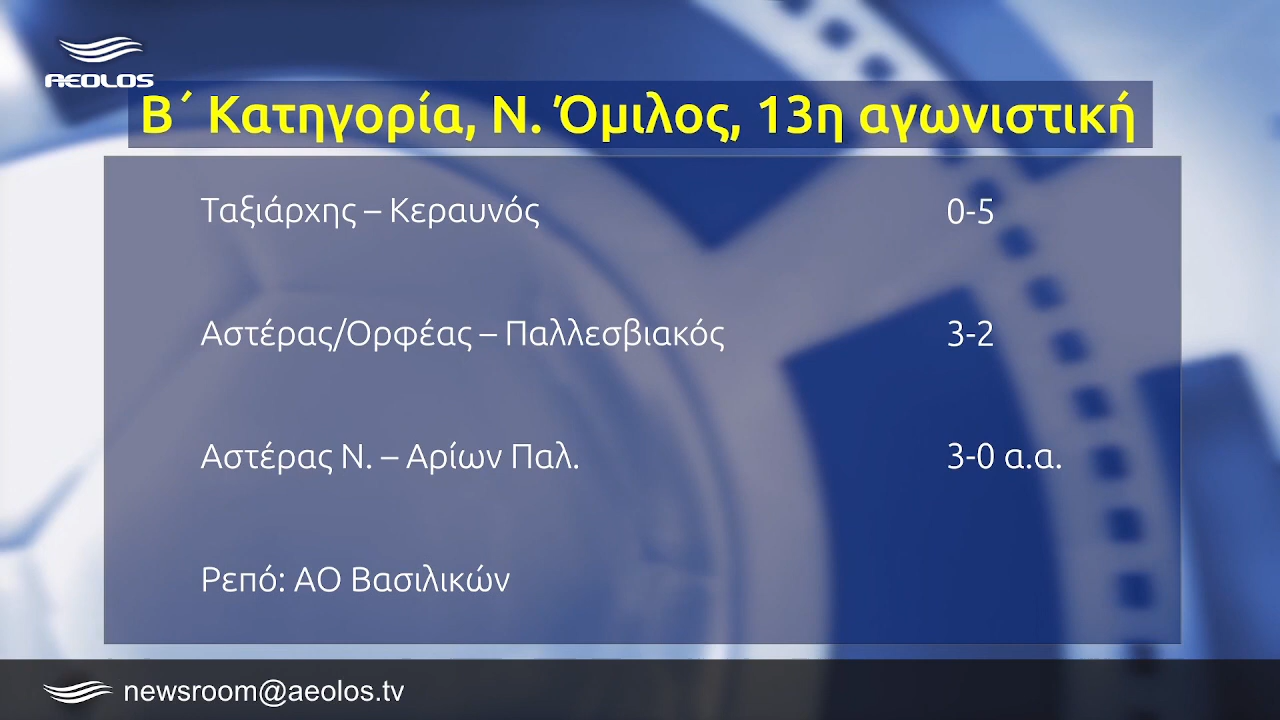 AEOLOS
Β΄ Κατηγορία, Ν. Όμιλος, 13η αγωνιστική
Ταξιάρχης – Κεραυνός 0-5
Αστέρας/Ορφέας – Παλλεσβιακός 3-2
Αστέρας Ν. – Αρίων Παλ. 3-0 α.α.
Ρεπό: ΑΟ Βασιλικών
newsroom@aeolos.tv